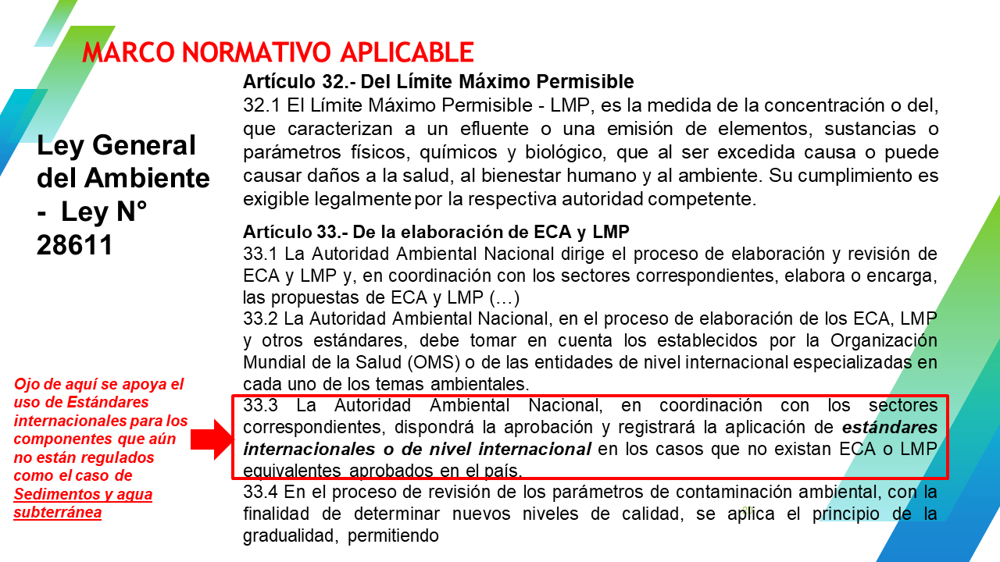 MARCO NORMATIVO APLICABLE
Ley General
del Ambiente
- Ley N°
28611
Artículo 32.- Del Límite Máximo Permisible
32.1 El Límite Máximo Permisible - LMP, es la medida de la concentración o del,
que caracterizan a un efluente o una emisión de elementos, sustancias o
parámetros físicos, químicos y biológico, que al ser excedida causa o puede
causar daños a la salud, al bienestar humano y al ambiente. Su cumplimiento es
exigible legalmente por la respectiva autoridad competente.
Artículo 33.- De la elaboración de ECA y LMP
33.1 La Autoridad Ambiental Nacional dirige el proceso de elaboración y revisión de
ECA y LMP y, en coordinación con los sectores correspondientes, elabora o encarga,
las propuestas de ECA y LMP (…)
33.2 La Autoridad Ambiental Nacional, en el proceso de elaboración de los ECA, LMP
y otros estándares, debe tomar en cuenta los establecidos por la Organización
Mundial de la Salud (OMS) o de las entidades de nivel internacional especializadas en
cada uno de los temas ambientales.
33.3 La Autoridad Ambiental Nacional, en coordinación con los sectores
correspondientes, dispondrá la aprobación y registrará la aplicación de estándares
internacionales o de nivel internacional en los casos que no existan ECA o LMP
equivalentes aprobados en el país.
33.4 En el proceso de revisión de los parámetros de contaminación ambiental, con la
finalidad de determinar nuevos niveles de calidad, se aplica el principio de la
gradualidad, permitiendo
Ojo de aquí se apoya el
uso de Estándares
internacionales para los
componentes que aún
no están regulados
como el caso de
Sedimentos y agua
subterránea